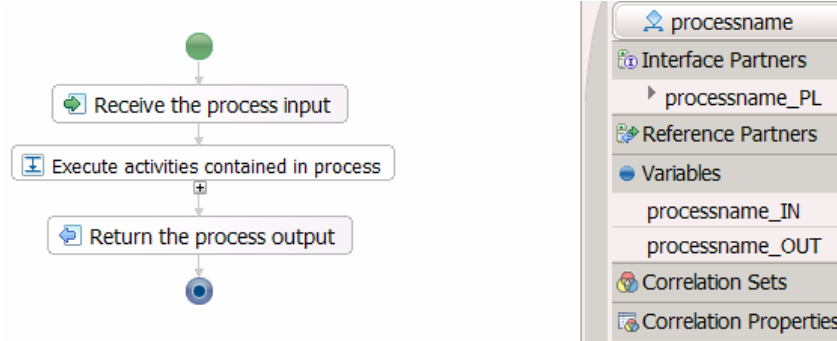 Receive the process input
Execute activities contained in process
Return the process output
processname
Interface Partners
processname_PL
Reference Partners
Variables
processname_IN
processname_OUT
Correlation Sets
Correlation Properties